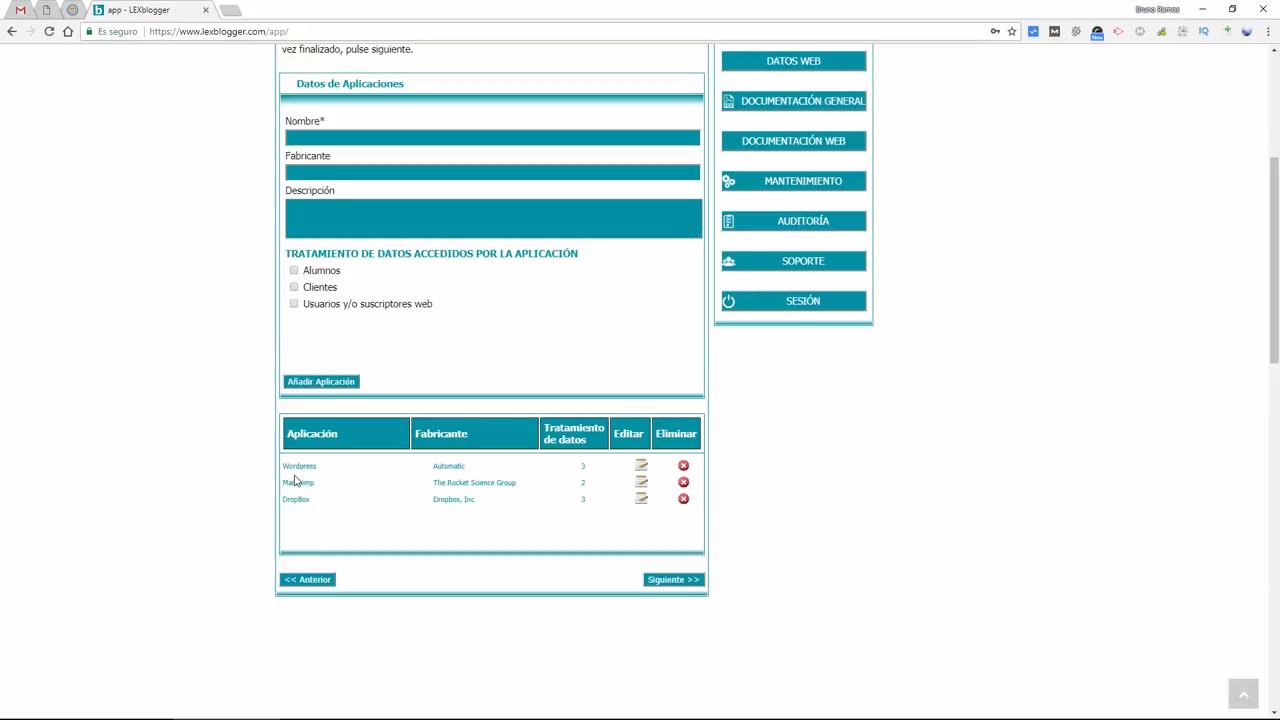 app - LEXblogger
Bruno Ramos
Es seguro
https://www.lexblogger.com/app/
vez finalizado, pulse siguiente.
Datos de Aplicaciones
Nombre*
Fabricante
Descripción
TRATAMIENTO DE DATOS ACCEDIDOS POR LA APLICACIÓN
Alumnos
Clientes
Usuarios y/o suscriptores web
Añadir Aplicación
Aplicación Fabricante Tratamiento de datos Editar Eliminar
Wordpress Automatic 3
The Rocket Science Group 2
DropBox Dropbox, Inc 3
<< Anterior
Siguiente >>
DATOS WEB
DOCUMENTACIÓN GENERAL
DOCUMENTACIÓN WEB
MANTENIMIENTO
AUDITORÍA
SOPORTE
SESIÓN